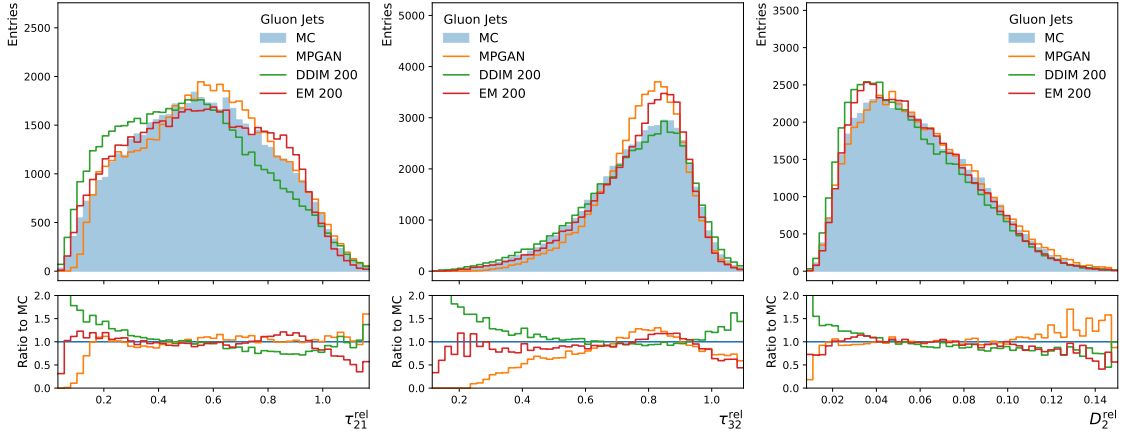 Entries
2500
2000
1500
1000
500
0
Gluon Jets
MC
MPGAN
DDIM 200
EM 200
Ratio to MC
2.0
1.5
1.0
0.5
0.0
0.2
0.4
0.6
0.8
1.0
τ₂₁ʳᵉˡ
Entries
5000
4000
3000
2000
1000
0
Gluon Jets
MC
MPGAN
DDIM 200
EM 200
Ratio to MC
2.0
1.5
1.0
0.5
0.0
0.2
0.4
0.6
0.8
1.0
τ₃₂ʳᵉˡ
Entries
3500
3000
2500
2000
1500
1000
500
0
Gluon Jets
MC
MPGAN
DDIM 200
EM 200
Ratio to MC
2.0
1.5
1.0
0.5
0.0
0.02
0.04
0.06
0.08
0.10
0.12
0.14
D₂ʳᵉˡ